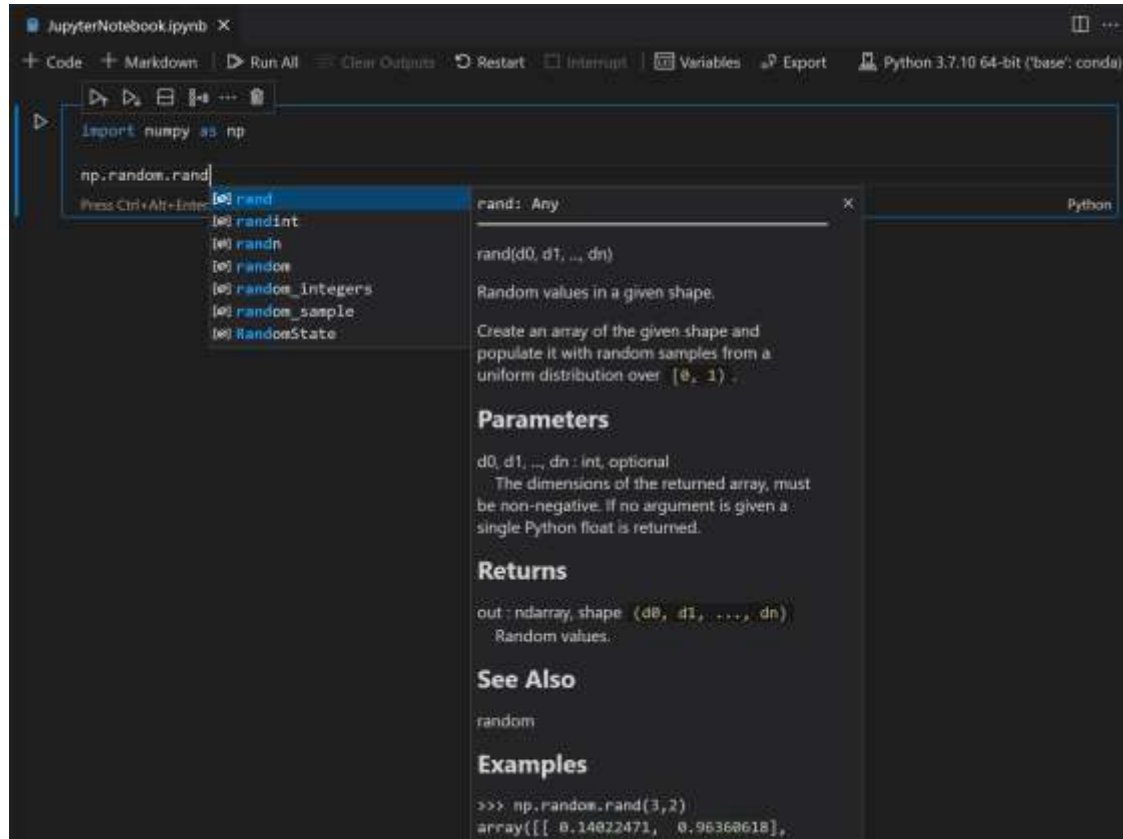 JupyterNotebook.ipynb
Code Markdown Run All Clear Outputs Restart Interrupt Variables Export Python 3.7.10 64-bit ('base': conda)
import numpy as np
np.random.rand
Press Ctrl+Alt+Enter
Python
rand
randint
randn
random
random_integers
random_sample
RandomState
rand: Any
rand(d0, d1, .., dn)
Random values in a given shape.
Create an array of the given shape and
populate it with random samples from a
uniform distribution over [0, 1) .
Parameters
d0, d1, ..., dn : int, optional
The dimensions of the returned array, must
be non-negative. If no argument is given a
single Python float is returned.
Returns
out : ndarray, shape (d0, d1, ..., dn)
Random values.
See Also
random
Examples
>>> np.random.rand(3,2)
array([[ 0.14022471, 0.96360618],